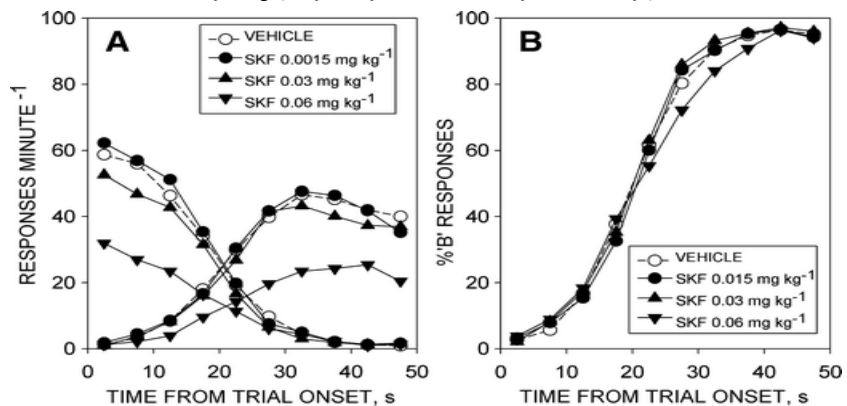 A
VEHICLE
SKF 0.0015 mg kg⁻¹
SKF 0.03 mg kg⁻¹
SKF 0.06 mg kg⁻¹
RESPONSES MINUTE⁻¹
100
80
60
40
20
0
0 10 20 30 40 50
TIME FROM TRIAL ONSET, s
B
VEHICLE
SKF 0.015 mg kg⁻¹
SKF 0.03 mg kg⁻¹
SKF 0.06 mg kg⁻¹
%'B' RESPONSES
100
80
60
40
20
0
0 10 20 30 40 50
TIME FROM TRIAL ONSET, s